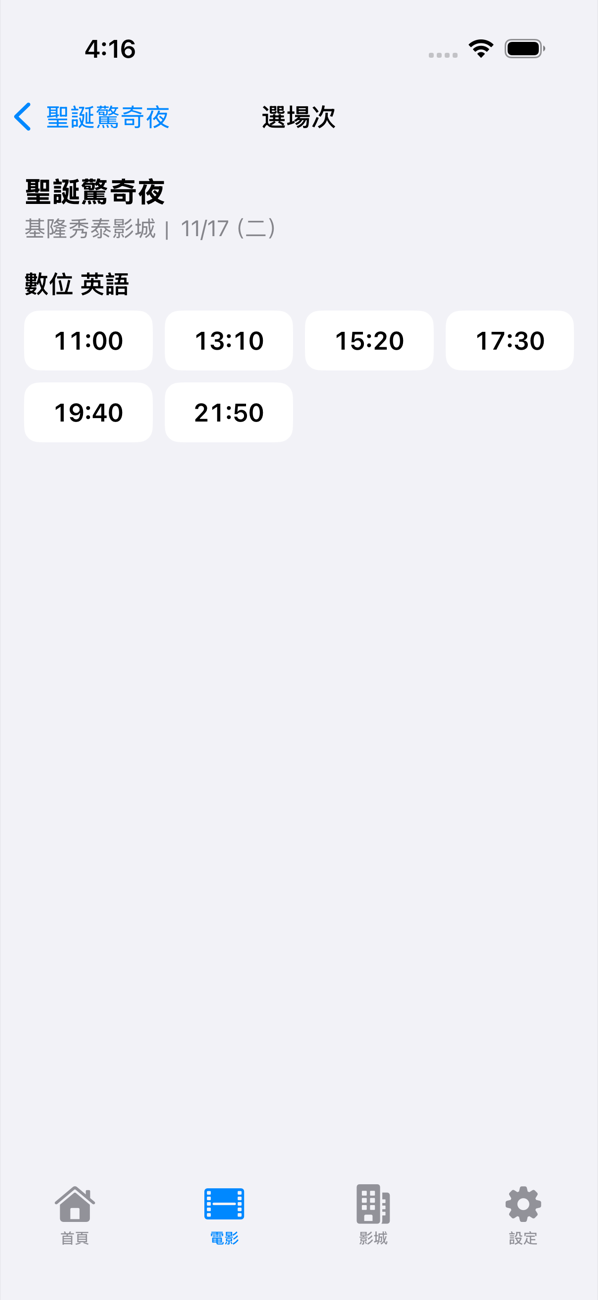 4:16
聖誕驚奇夜
選場次
聖誕驚奇夜
基隆秀泰影城 | 11/17 (二)
數位 英語
11:00 13:10 15:20 17:30
19:40 21:50
首頁 電影 影城 設定